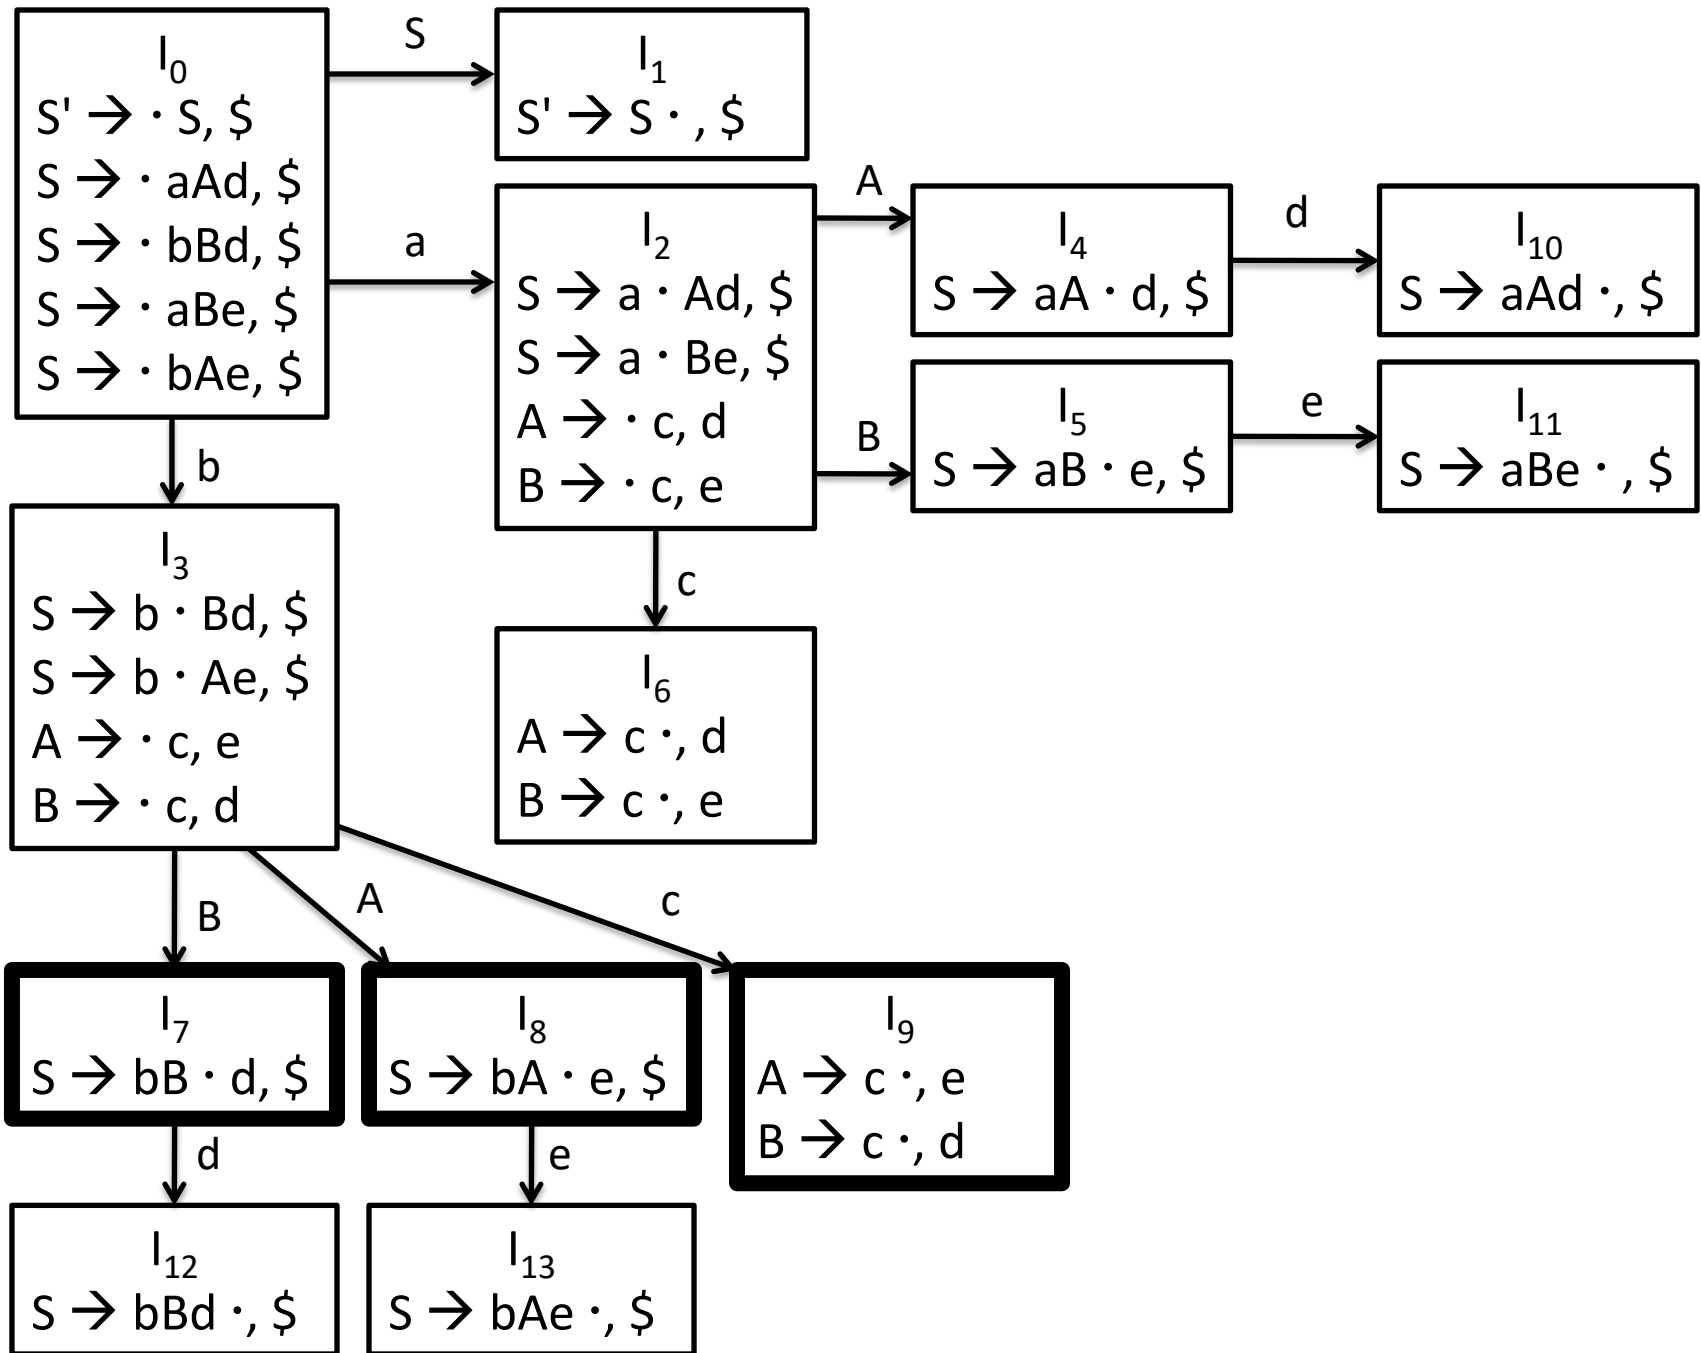 I₀
S' → · S, $
S → · aAd, $
S → · bBd, $
S → · aBe, $
S → · bAe, $
S
I₁
S' → S · , $
a
I₂
S → a · Ad, $
S → a · Be, $
A → · c, d
B → · c, e
A
I₄
S → aA · d, $
d
I₁₀
S → aAd ·, $
B
I₅
S → aB · e, $
e
I₁₁
S → aBe · , $
b
I₃
S → b · Bd, $
S → b · Ae, $
A → · c, e
B → · c, d
c
I₆
A → c ·, d
B → c ·, e
B
A
c
I₇
S → bB · d, $
I₈
S → bA · e, $
I₉
A → c ·, e
B → c ·, d
d
e
I₁₂
S → bBd ·, $
I₁₃
S → bAe ·, $